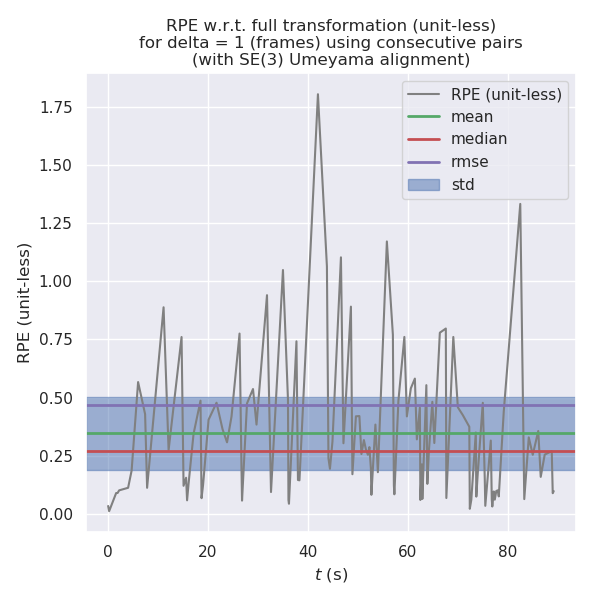 RPE w.r.t. full transformation (unit-less)
for delta = 1 (frames) using consecutive pairs
(with SE(3) Umeyama alignment)
RPE (unit-less)
mean
median
rmse
std
RPE (unit-less)
1.75
1.50
1.25
1.00
0.75
0.50
0.25
0.00
0
20
40
60
80
t (s)